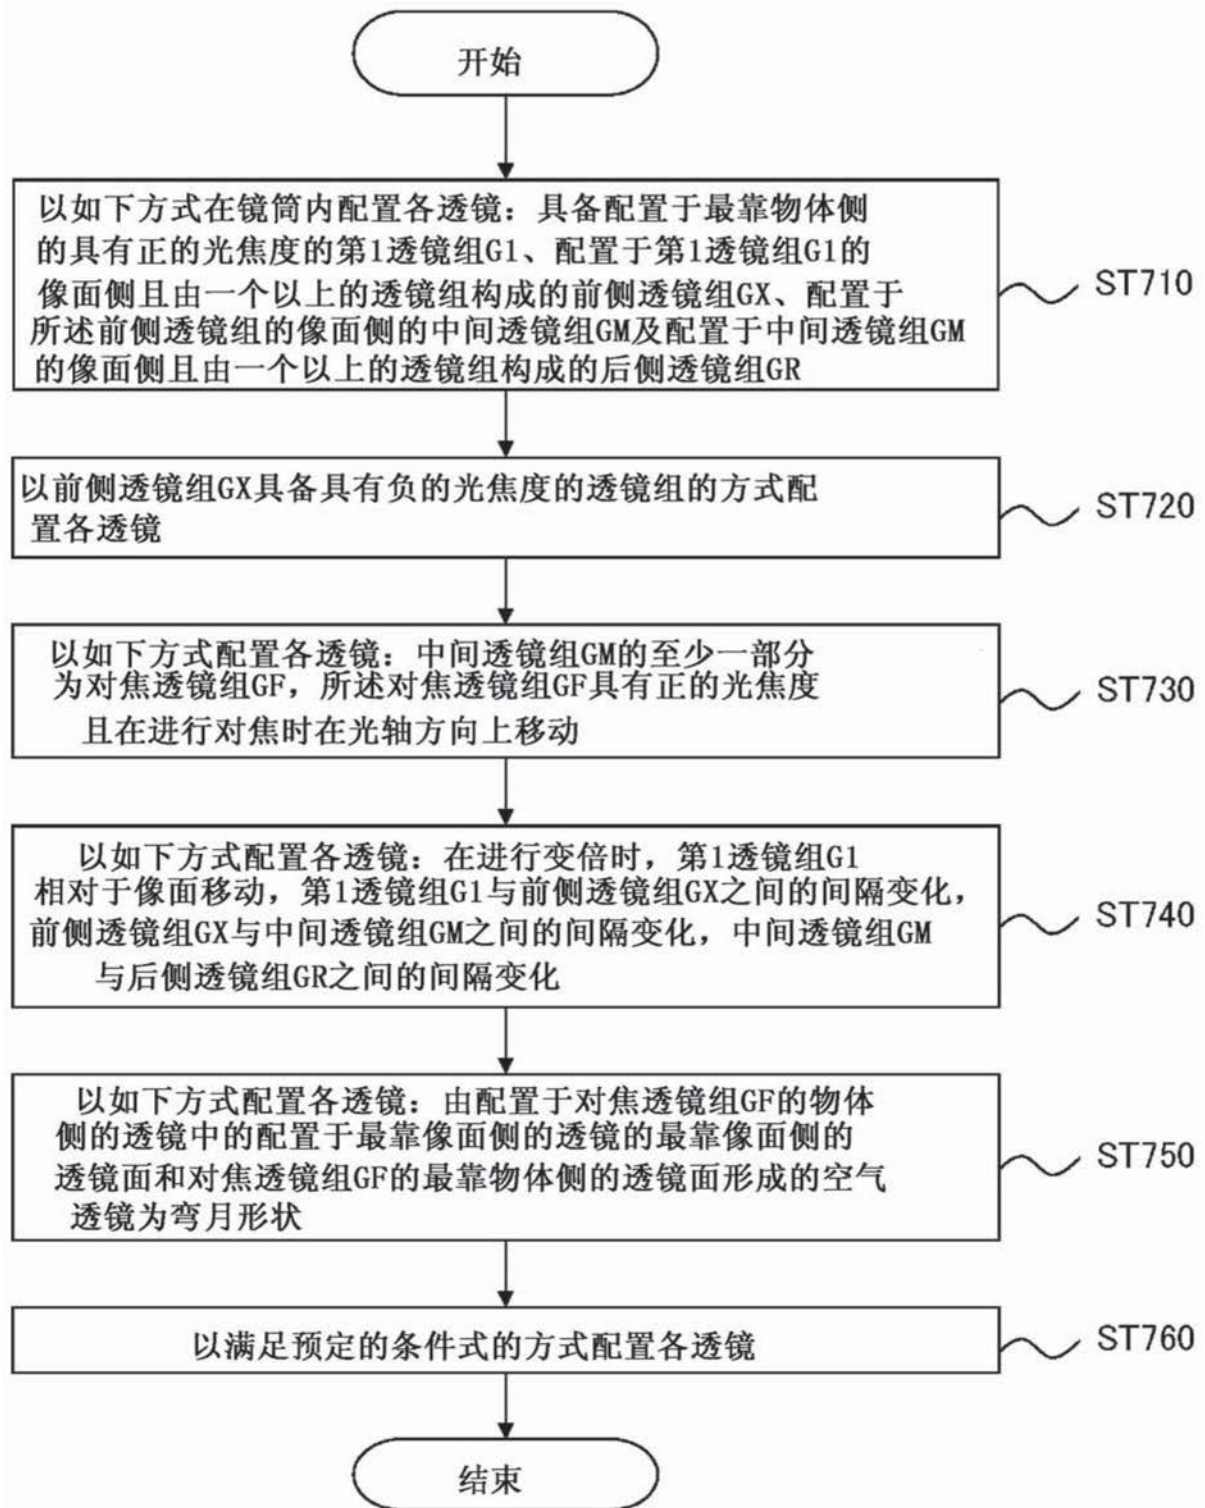 开始
以如下方式在镜筒内配置各透镜：具备配置于最靠物体侧
的具有正的光焦度的第1透镜组G1、配置于第1透镜组G1的
像面侧且由一个以上的透镜组构成的前侧透镜组GX、配置于
所述前侧透镜组的像面侧的中间透镜组GM及配置于中间透镜组GM
的像面侧且由一个以上的透镜组构成的后侧透镜组GR
ST710
以前侧透镜组GX具备具有负的光焦度的透镜组的方式配
置各透镜
ST720
以如下方式配置各透镜：中间透镜组GM的至少一部分
为对焦透镜组GF，所述对焦透镜组GF具有正的光焦度
且在进行对焦时在光轴方向上移动
ST730
以如下方式配置各透镜：在进行变倍时，第1透镜组G1
相对于像面移动，第1透镜组G1与前侧透镜组GX之间的间隔变化，
前侧透镜组GX与中间透镜组GM之间的间隔变化，中间透镜组GM
与后侧透镜组GR之间的间隔变化
ST740
以如下方式配置各透镜：由配置于对焦透镜组GF的物体
侧的透镜中的配置于最靠像面侧的透镜的最靠像面侧的
透镜面和对焦透镜组GF的最靠物体侧的透镜面形成的空气
透镜为弯月形状
ST750
以满足预定的条件式的方式配置各透镜
ST760
结束